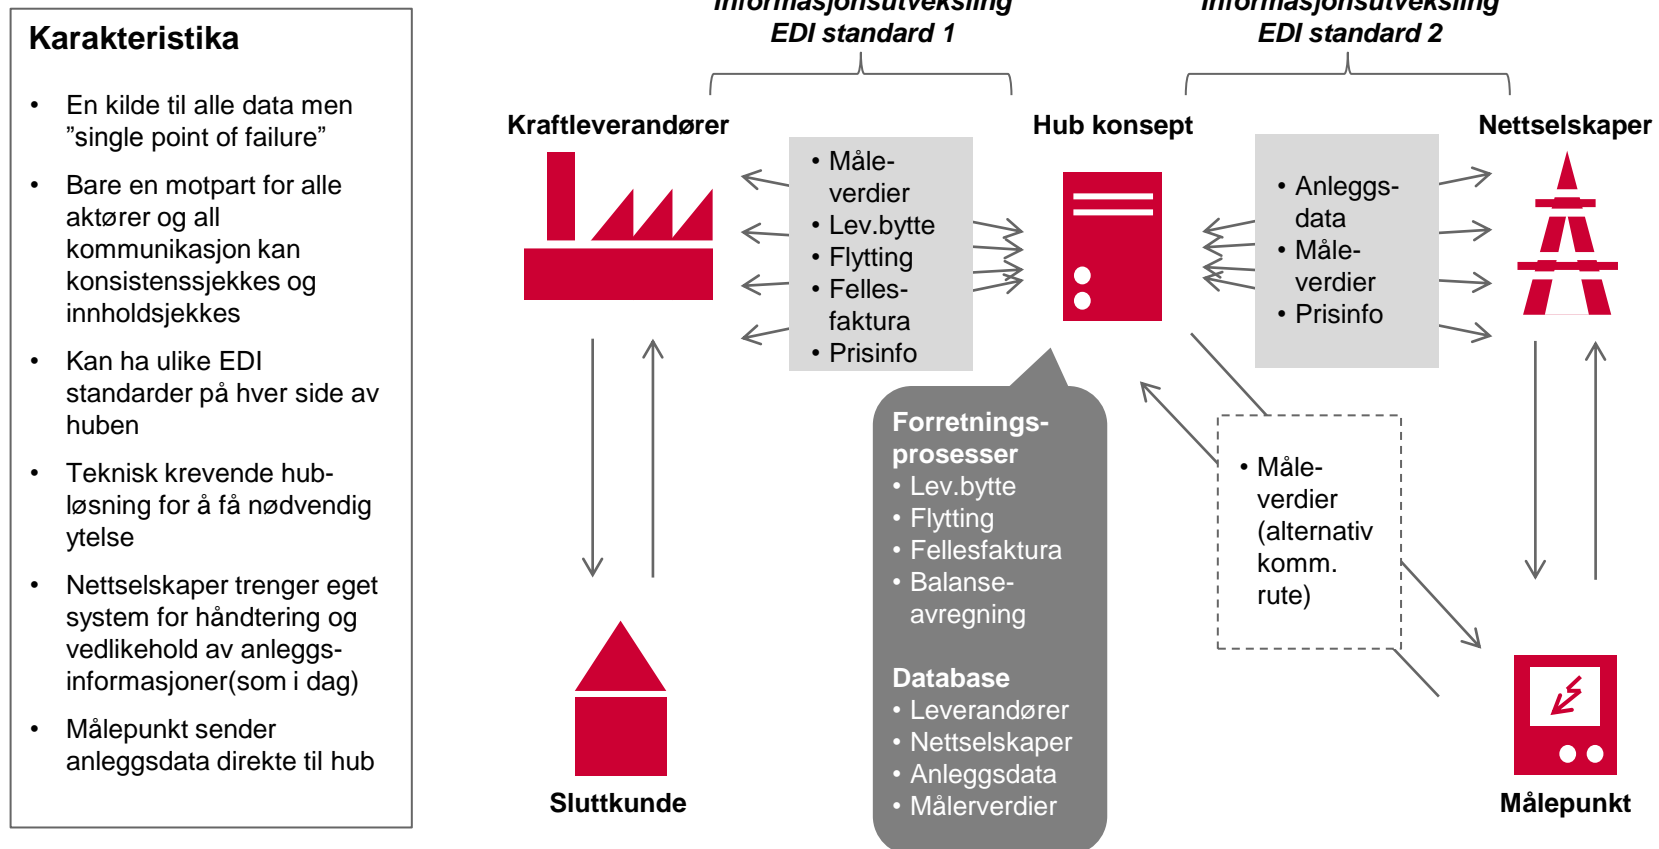 Informasjonsutveksling
EDI standard 1
Informasjonsutveksling
EDI standard 2
Karakteristika
• En kilde til alle data men
”single point of failure”
• Bare en motpart for alle
aktører og all
kommunikasjon kan
konsistenssjekkes og
innholdsjekkes
• Kan ha ulike EDI
standarder på hver side av
huben
• Teknisk krevende hub-
løsning for å få nødvendig
ytelse
• Nettselskaper trenger eget
system for håndtering og
vedlikehold av anleggs-
informasjoner(som i dag)
• Målepunkt sender
anleggsdata direkte til hub
Kraftleverandører
Hub konsept
Nettselskaper
• Måle-
verdier
• Lev.bytte
• Flytting
• Felles-
faktura
• Prisinfo
• Anleggs-
data
• Måle-
verdier
• Prisinfo
Forretnings-
prosesser
• Lev.bytte
• Flytting
• Fellesfaktura
• Balanse-
avregning
Database
• Leverandører
• Nettselskaper
• Anleggsdata
• Målerverdier
• Måle-
verdier
(alternativ
komm.
rute)
Sluttkunde
Målepunkt